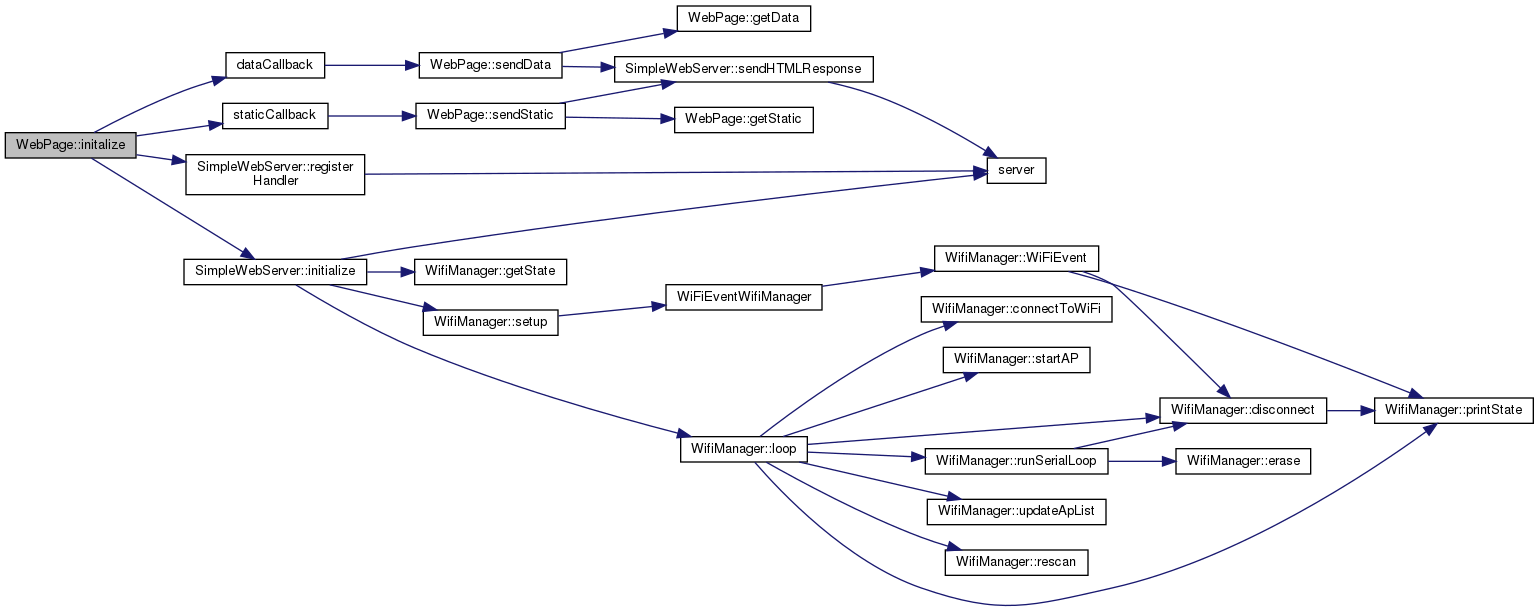 WebPage::getData
dataCallback
WebPage::sendData
SimpleWebServer::sendHTMLResponse
staticCallback
WebPage::sendStatic
WebPage::getStatic
WebPage::initalize
SimpleWebServer::register
Handler
server
SimpleWebServer::initialize
WifiManager::getState
WifiManager::WiFiEvent
WifiManager::setup
WiFiEventWifiManager
WifiManager::connectToWiFi
WifiManager::startAP
WifiManager::disconnect
WifiManager::printState
WifiManager::loop
WifiManager::runSerialLoop
WifiManager::erase
WifiManager::updateApList
WifiManager::rescan